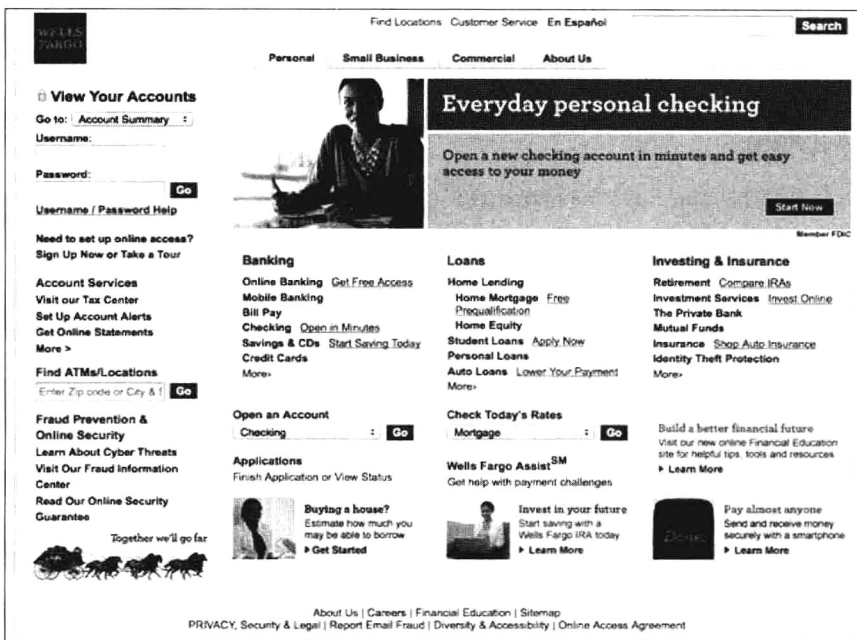 WELLS
FARGO
Find Locations Customer Service En Español
Search
Personal Small Business Commercial About Us
View Your Accounts
Go to: Account Summary
Username:
Password:
Go
Username / Password Help
Need to set up online access?
Sign Up Now or Take a Tour
Account Services
Visit our Tax Center
Set Up Account Alerts
Get Online Statements
More >
Find ATMs/Locations
Enter Zip code or City & S Go
Fraud Prevention &
Online Security
Learn About Cyber Threats
Visit Our Fraud Information
Center
Read Our Online Security
Guarantee
Together we'll go far
Everyday personal checking
Open a new checking account in minutes and get easy
access to your money
Start Now
Member FDIC
Banking
Online Banking Get Free Access
Mobile Banking
Bill Pay
Checking Open in Minutes
Savings & CDs Start Saving Today
Credit Cards
More›
Loans
Home Lending
Home Mortgage Free
Prequalification
Home Equity
Student Loans Apply Now
Personal Loans
Auto Loans Lower Your Payment
More›
Investing & Insurance
Retirement Compare IRAs
Investment Services Invest Online
The Private Bank
Mutual Funds
Insurance Shop Auto Insurance
Identity Theft Protection
More›
Open an Account
Checking Go
Applications
Finish Application or View Status
Check Today's Rates
Mortgage Go
Wells Fargo Assist SM
Get help with payment challenges
Build a better financial future
Visit our new online Financial Education
site for helpful tips, tools and resources
Learn More
Buying a house?
Estimate how much you
may be able to borrow
Get Started
Invest in your future
Start saving with a
Wells Fargo IRA today
Learn More
Done.
Pay almost anyone
Send and receive money
securely with a smartphone
Learn More
About Us | Careers | Financial Education | Sitemap
PRIVACY, Security & Legal | Report Email Fraud | Diversity & Accessibility | Online Access Agreement